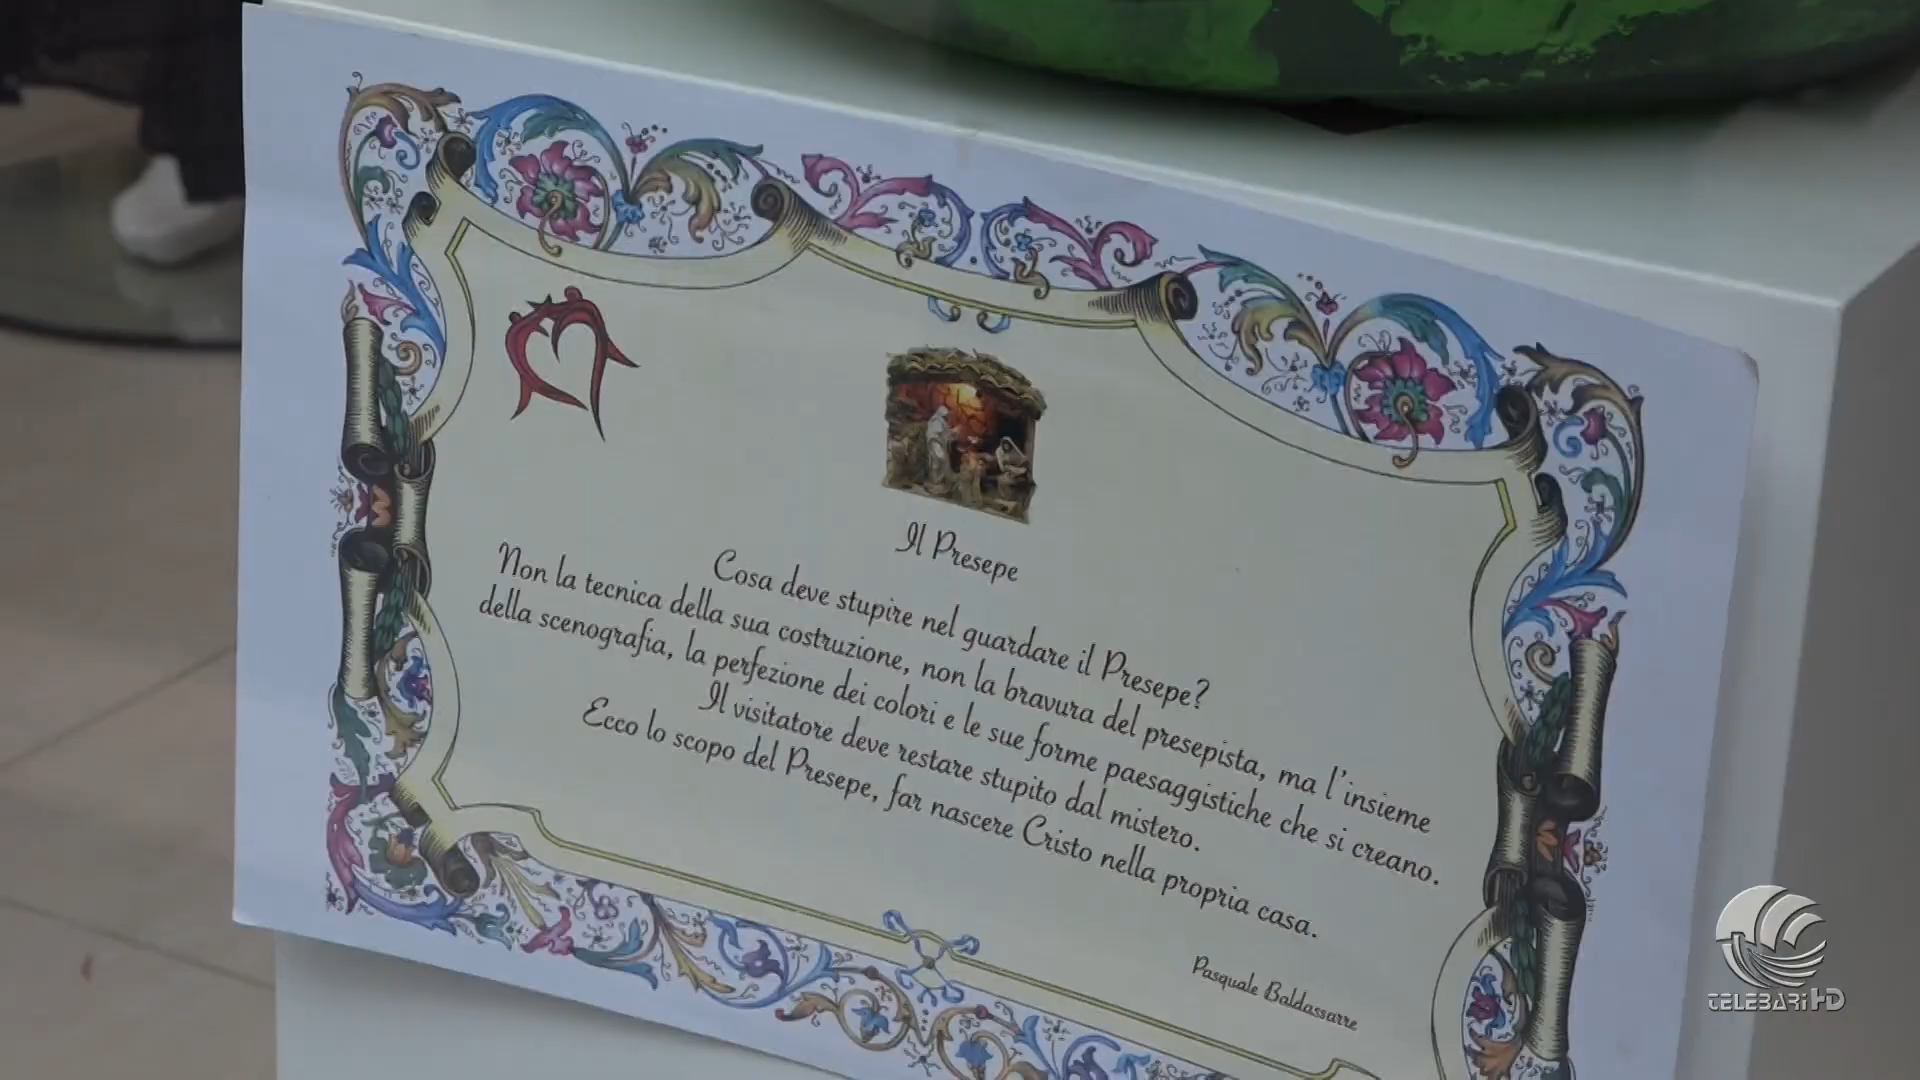 Il Presepe
Cosa deve stupire nel guardare il Presepe?
Non la tecnica della sua costruzione, non la bravura del presepista, ma l'insieme
della scenografia, la perfezione dei colori e le sue forme paesaggistiche che si creano.
Il visitatore deve restare stupito dal mistero.
Ecco lo scopo del Presepe, far nascere Cristo nella propria casa.
Pasquale Baldassarre
TELEBARI HD